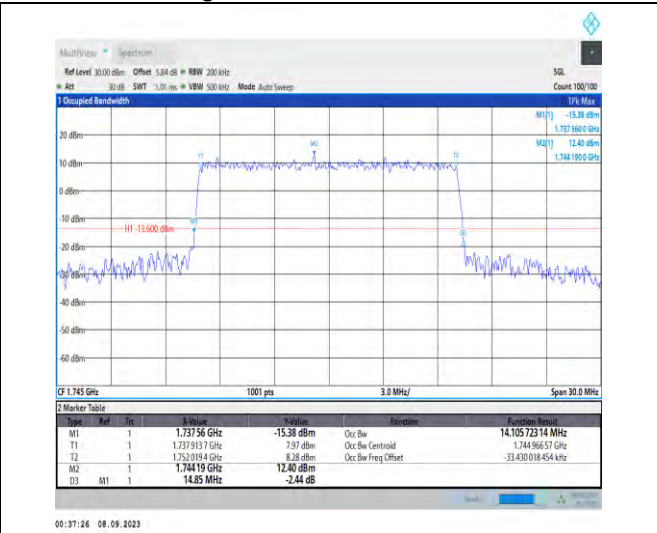 MultiView Spectrum
Ref Level 30.00 dBm Offset 5.84 dB RBW 200 kHz SGL
Att 30 dB SWT 1.01 ms VBW 500 kHz Mode Auto Sweep Count 100/100
1 Occupied Bandwidth 1Pk Max
M1[1] -15.38 dBm
1.737 560 0 GHz
M2[1] 12.40 dBm
1.744 190 0 GHz
20 dBm
M2
T1 T2
10 dBm
0 dBm
-10 dBm
H1 -13.600 dBm M1
-20 dBm
-30 dBm
-40 dBm
-50 dBm
-60 dBm
CF 1.745 GHz 1001 pts 3.0 MHz/ Span 30.0 MHz
2 Marker Table
Type Ref Trc X-Value Y-Value Function Function Result
M1 1 1.737 56 GHz -15.38 dBm Occ Bw 14.105 723 14 MHz
T1 1 1.737 913 7 GHz 7.97 dBm Occ Bw Centroid 1.744 966 57 GHz
T2 1 1.752 019 4 GHz 8.28 dBm Occ Bw Freq Offset -33.430 018 454 kHz
M2 1 1.744 19 GHz 12.40 dBm
D3 M1 1 14.85 MHz -2.44 dB
00:37:26 08.09.2023